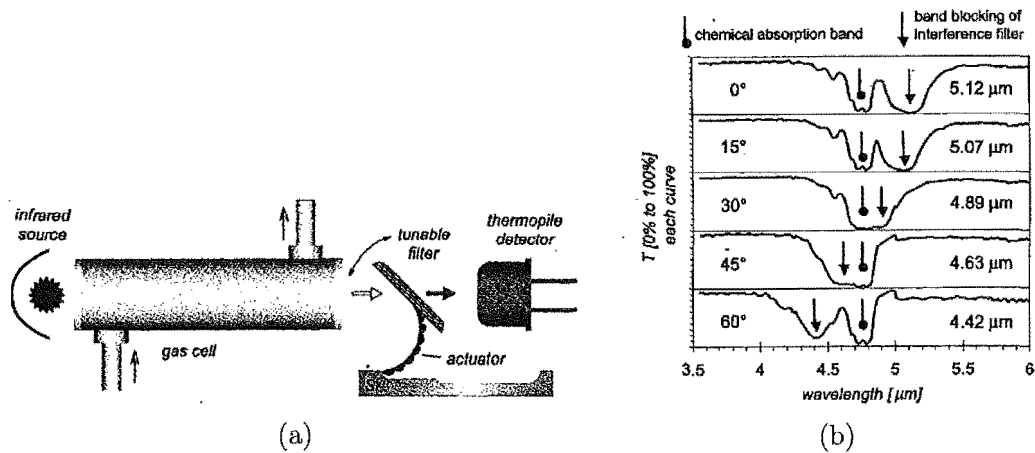 infrared
source
gas cell
tunable
filter
actuator
thermopile
detector
(a)
chemical absorption band
band blocking of
interference filter
T [0% to 100%]
each curve
0°
5.12 µm
15°
5.07 µm
30°
4.89 µm
45°
4.63 µm
60°
4.42 µm
3.5 4 4.5 5 5.5 6
wavelength [µm]
(b)